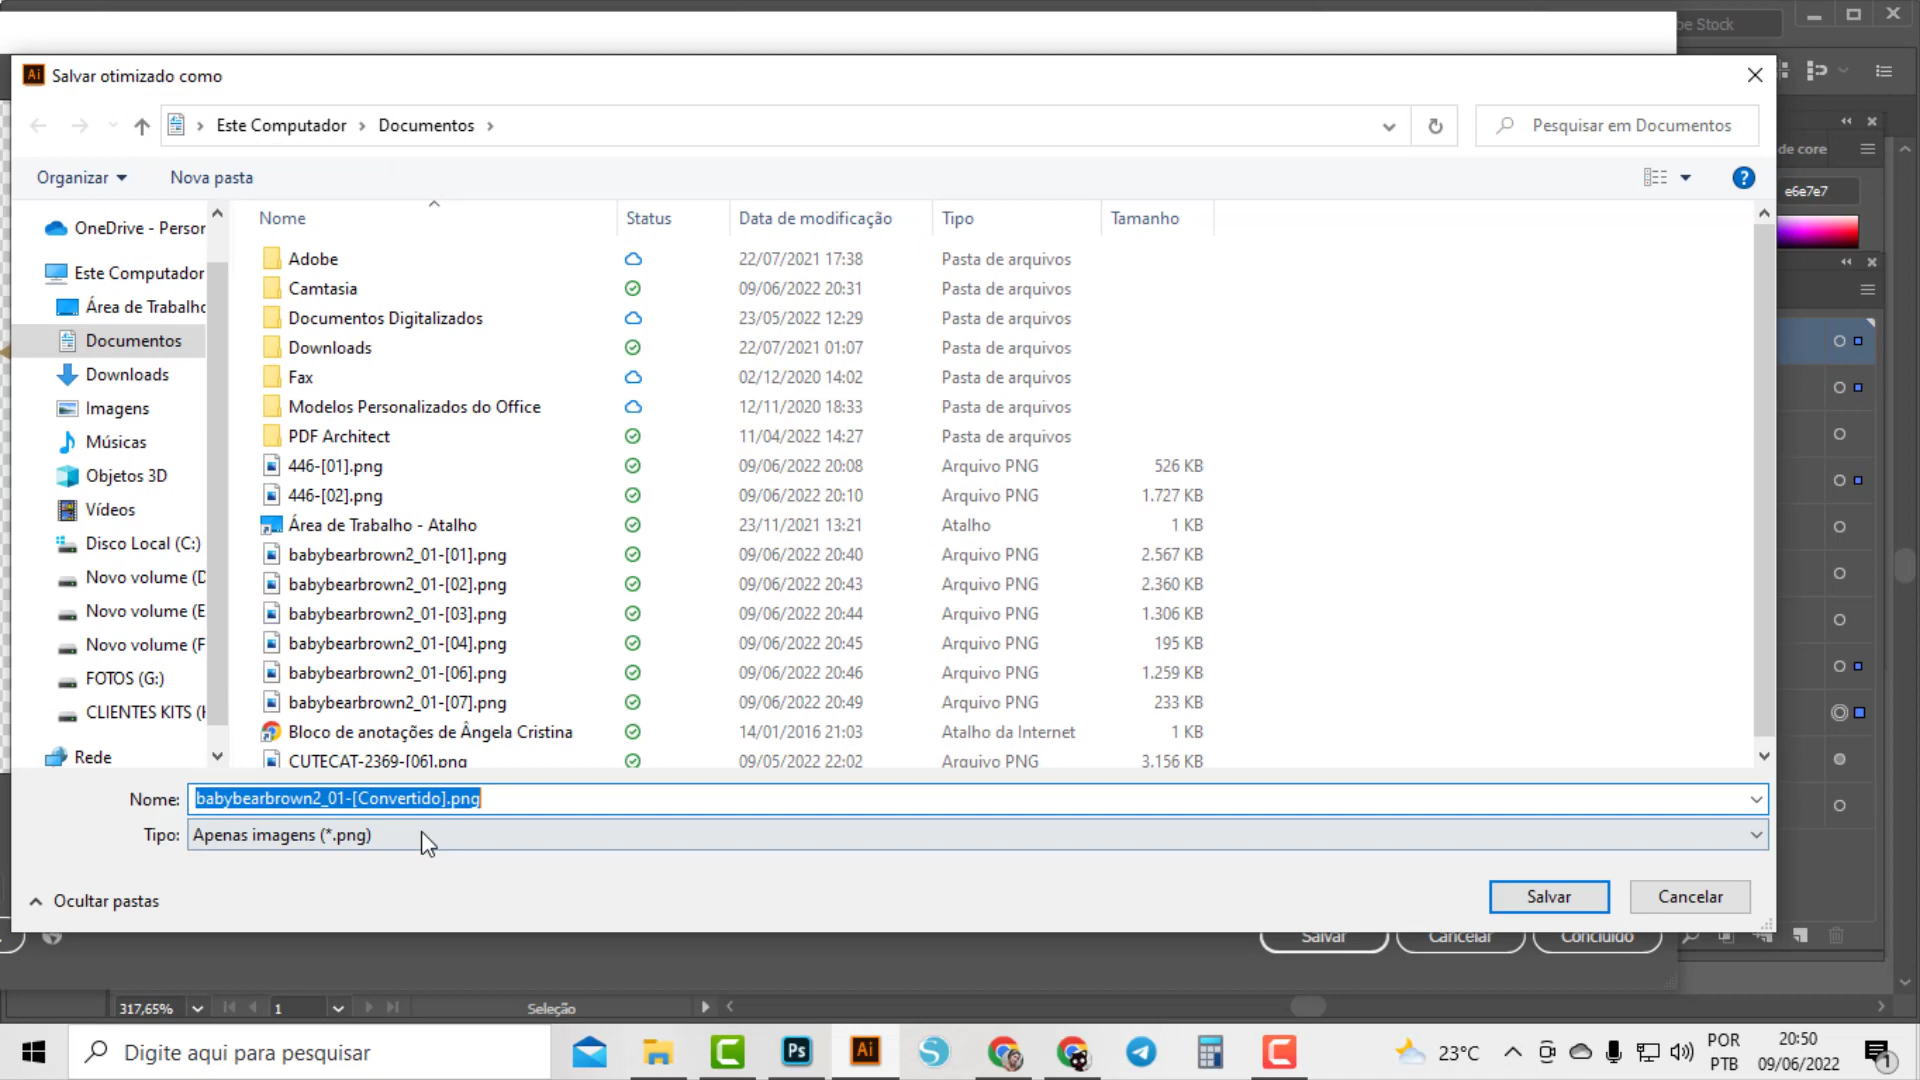 be Stock
Ai Salvar otimizado como
Este Computador > Documentos >
Pesquisar em Documentos
Organizar
Nova pasta
de core
e6e7e7
Nome Status Data de modificação Tipo Tamanho
OneDrive - Persor
Este Computador
Área de Trabalho
Documentos
Downloads
Imagens
Músicas
Objetos 3D
Vídeos
Disco Local (C:)
Novo volume (D
Novo volume (E
Novo volume (F
FOTOS (G:)
CLIENTES KITS (H
Rede
Adobe 22/07/2021 17:38 Pasta de arquivos
Camtasia 09/06/2022 20:31 Pasta de arquivos
Documentos Digitalizados 23/05/2022 12:29 Pasta de arquivos
Downloads 22/07/2021 01:07 Pasta de arquivos
Fax 02/12/2020 14:02 Pasta de arquivos
Modelos Personalizados do Office 12/11/2020 18:33 Pasta de arquivos
PDF Architect 11/04/2022 14:27 Pasta de arquivos
446-[01].png 09/06/2022 20:08 Arquivo PNG 526 KB
446-[02].png 09/06/2022 20:10 Arquivo PNG 1.727 KB
Área de Trabalho - Atalho 23/11/2021 13:21 Atalho 1 KB
babybearbrown2_01-[01].png 09/06/2022 20:40 Arquivo PNG 2.567 KB
babybearbrown2_01-[02].png 09/06/2022 20:43 Arquivo PNG 2.360 KB
babybearbrown2_01-[03].png 09/06/2022 20:44 Arquivo PNG 1.306 KB
babybearbrown2_01-[04].png 09/06/2022 20:45 Arquivo PNG 195 KB
babybearbrown2_01-[06].png 09/06/2022 20:46 Arquivo PNG 1.259 KB
babybearbrown2_01-[07].png 09/06/2022 20:49 Arquivo PNG 233 KB
Bloco de anotações de Ângela Cristina 14/01/2016 21:03 Atalho da Internet 1 KB
CUTECAT-2369-[06].png 09/05/2022 22:02 Arquivo PNG 3.156 KB
Nome: babybearbrown2_01-[Convertido].png
Tipo: Apenas imagens (*.png)
Ocultar pastas
Salvar Cancelar
Salvar Cancelar Concluído
317,65% 1 Seleção
Digite aqui para pesquisar
Ps Ai
23°C
POR
PTB
20:50
09/06/2022
1